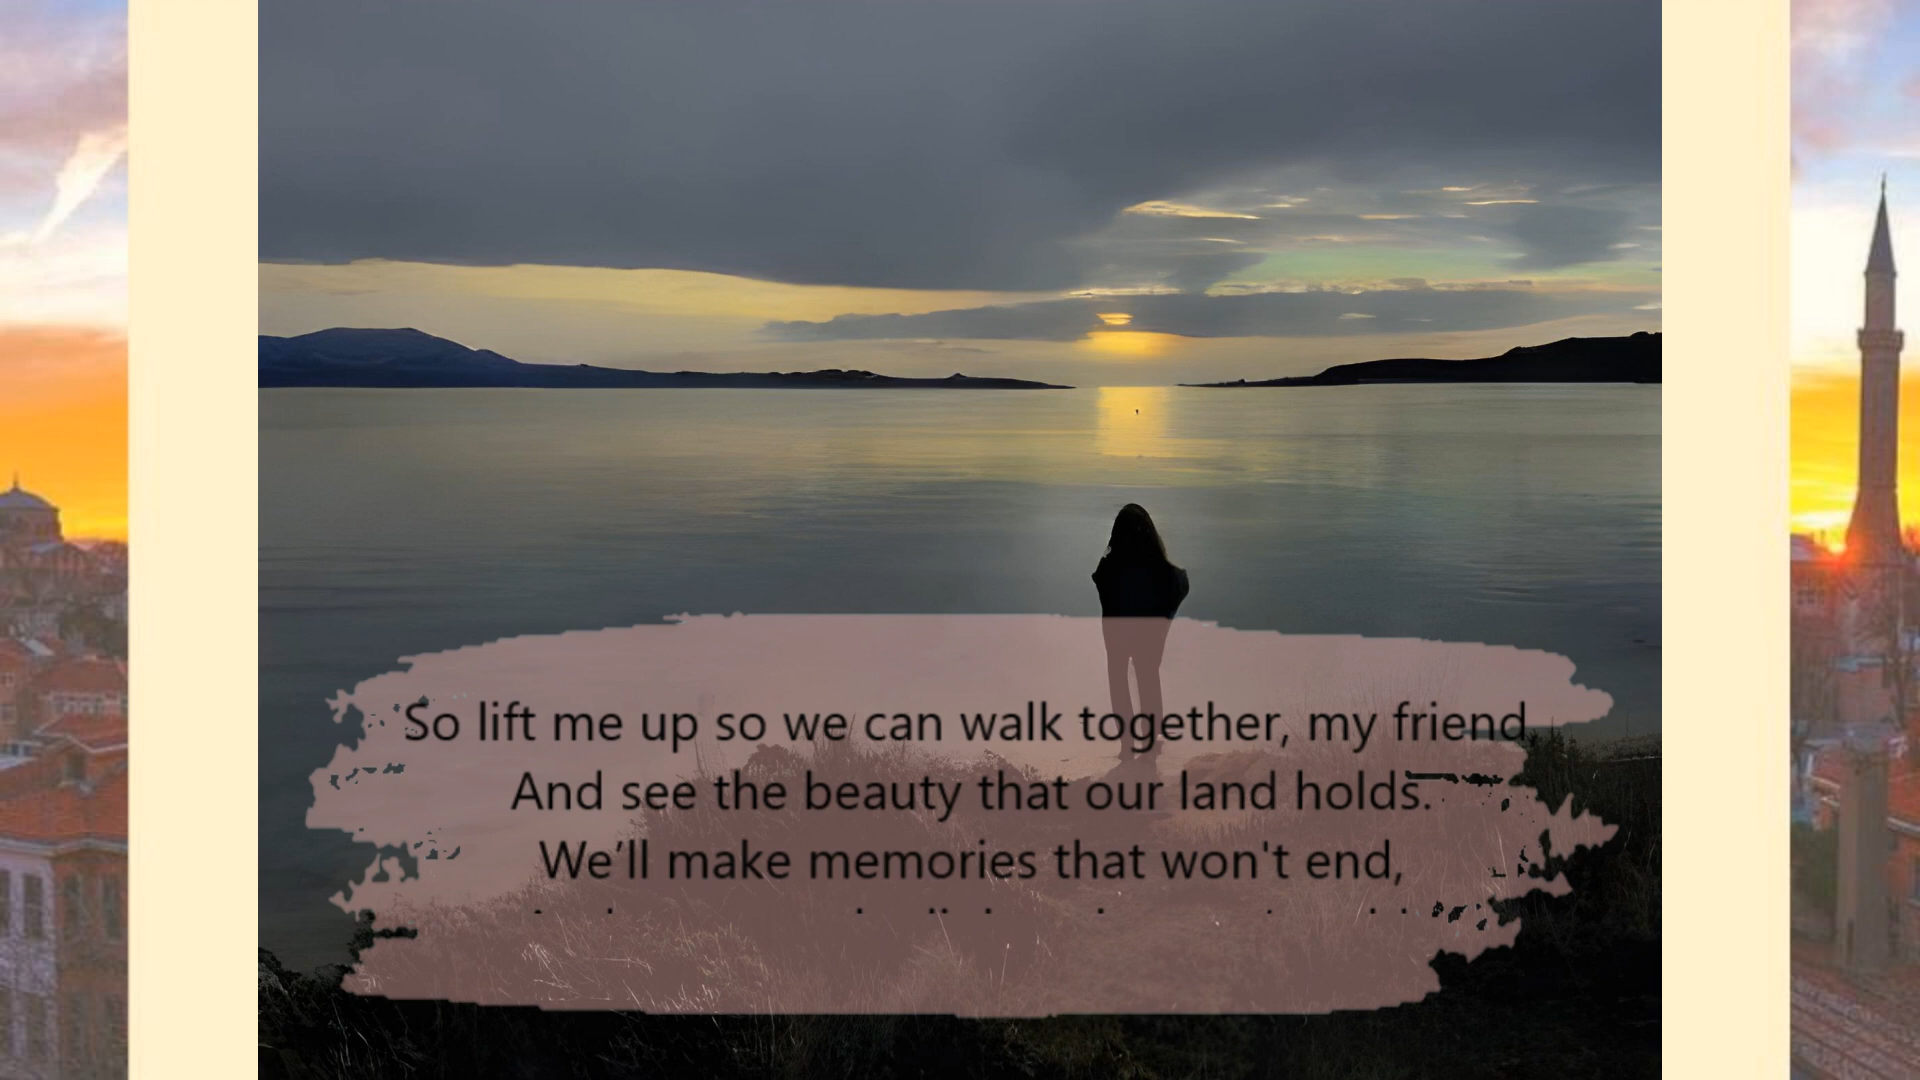 So lift me up so we can walk together, my friend
And see the beauty that our land holds.
We’ll make memories that won't end,